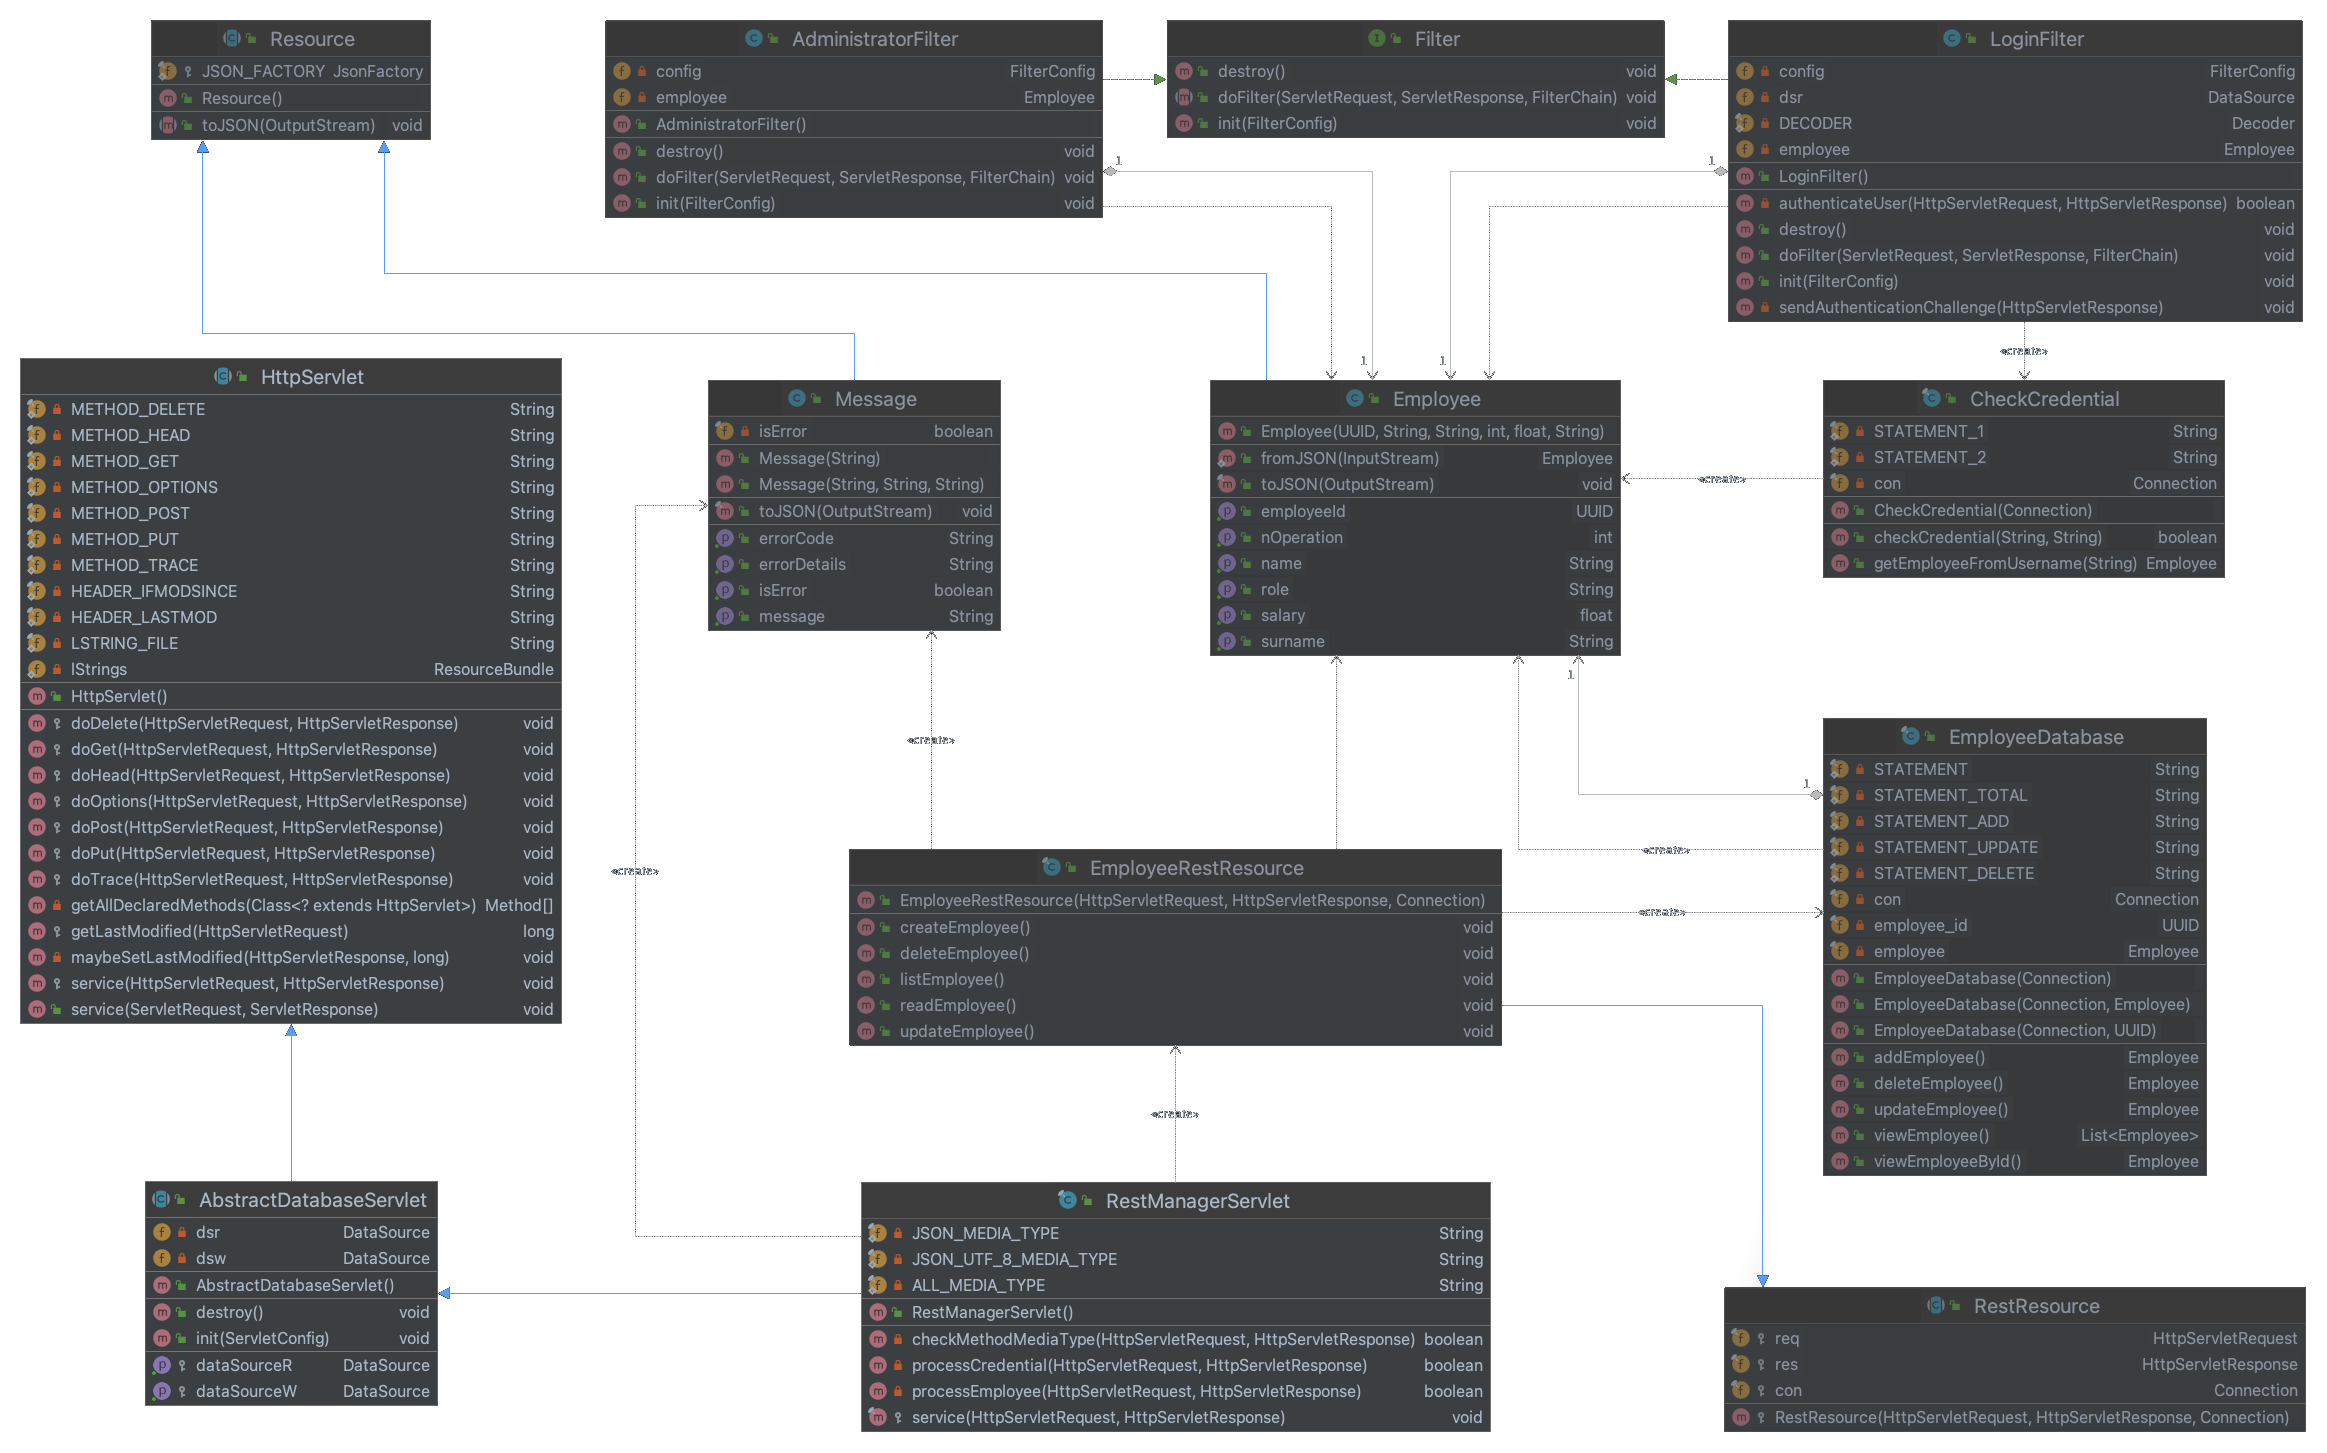 Resource
JSON_FACTORY JsonFactory
Resource()
toJSON(OutputStream) void
AdministratorFilter
config FilterConfig
employee Employee
AdministratorFilter()
destroy() void
doFilter(ServletRequest, ServletResponse, FilterChain) void
init(FilterConfig) void
Filter
destroy() void
doFilter(ServletRequest, ServletResponse, FilterChain) void
init(FilterConfig) void
LoginFilter
config FilterConfig
dsr DataSource
DECODER Decoder
employee Employee
LoginFilter()
authenticateUser(HttpServletRequest, HttpServletResponse) boolean
destroy() void
doFilter(ServletRequest, ServletResponse, FilterChain) void
init(FilterConfig) void
sendAuthenticationChallenge(HttpServletResponse) void
1
1
1
1
«create»
HttpServlet
METHOD_DELETE String
METHOD_HEAD String
METHOD_GET String
METHOD_OPTIONS String
METHOD_POST String
METHOD_PUT String
METHOD_TRACE String
HEADER_IFMODSINCE String
HEADER_LASTMOD String
LSTRING_FILE String
lStrings ResourceBundle
HttpServlet()
doDelete(HttpServletRequest, HttpServletResponse) void
doGet(HttpServletRequest, HttpServletResponse) void
doHead(HttpServletRequest, HttpServletResponse) void
doOptions(HttpServletRequest, HttpServletResponse) void
doPost(HttpServletRequest, HttpServletResponse) void
doPut(HttpServletRequest, HttpServletResponse) void
doTrace(HttpServletRequest, HttpServletResponse) void
getAllDeclaredMethods(Class<? extends HttpServlet>) Method[]
getLastModified(HttpServletRequest) long
maybeSetLastModified(HttpServletResponse, long) void
service(HttpServletRequest, HttpServletResponse) void
service(ServletRequest, ServletResponse) void
Message
isError boolean
Message(String)
Message(String, String, String)
toJSON(OutputStream) void
errorCode String
errorDetails String
isError boolean
message String
Employee
Employee(UUID, String, String, int, float, String)
fromJSON(InputStream) Employee
toJSON(OutputStream) void
employeeId UUID
nOperation int
name String
role String
salary float
surname String
«create»
CheckCredential
STATEMENT_1 String
STATEMENT_2 String
con Connection
CheckCredential(Connection)
checkCredential(String, String) boolean
getEmployeeFromUsername(String) Employee
1
«create»
1
«create»
«create»
«create»
EmployeeDatabase
STATEMENT String
STATEMENT_TOTAL String
STATEMENT_ADD String
STATEMENT_UPDATE String
STATEMENT_DELETE String
con Connection
employee_id UUID
employee Employee
EmployeeDatabase(Connection)
EmployeeDatabase(Connection, Employee)
EmployeeDatabase(Connection, UUID)
addEmployee() Employee
deleteEmployee() Employee
updateEmployee() Employee
viewEmployee() List<Employee>
viewEmployeeById() Employee
EmployeeRestResource
EmployeeRestResource(HttpServletRequest, HttpServletResponse, Connection)
createEmployee() void
deleteEmployee() void
listEmployee() void
readEmployee() void
updateEmployee() void
«create»
AbstractDatabaseServlet
dsr DataSource
dsw DataSource
AbstractDatabaseServlet()
destroy() void
init(ServletConfig) void
dataSourceR DataSource
dataSourceW DataSource
RestManagerServlet
JSON_MEDIA_TYPE String
JSON_UTF_8_MEDIA_TYPE String
ALL_MEDIA_TYPE String
RestManagerServlet()
checkMethodMediaType(HttpServletRequest, HttpServletResponse) boolean
processCredential(HttpServletRequest, HttpServletResponse) boolean
processEmployee(HttpServletRequest, HttpServletResponse) boolean
service(HttpServletRequest, HttpServletResponse) void
RestResource
req HttpServletRequest
res HttpServletResponse
con Connection
RestResource(HttpServletRequest, HttpServletResponse, Connection)